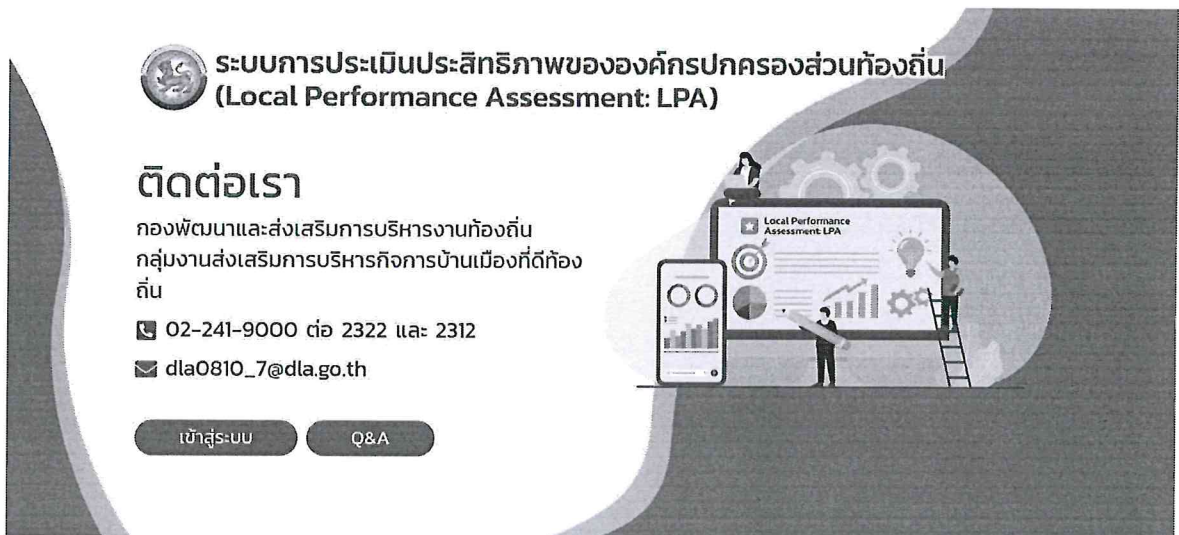 ระบบการประเมินประสิทธิภาพขององค์กรปกครองส่วนท้องถิ่น
(Local Performance Assessment: LPA)
ติดต่อเรา
กองพัฒนาและส่งเสริมการบริหารงานท้องถิ่น
กลุ่มงานส่งเสริมการบริหารกิจการบ้านเมืองที่ดีท้อง
ถิ่น
02-241-9000 ต่อ 2322 และ 2312
dla0810_7@dla.go.th
เข้าสู่ระบบ
Q&A
Local Performance
Assessment: LPA